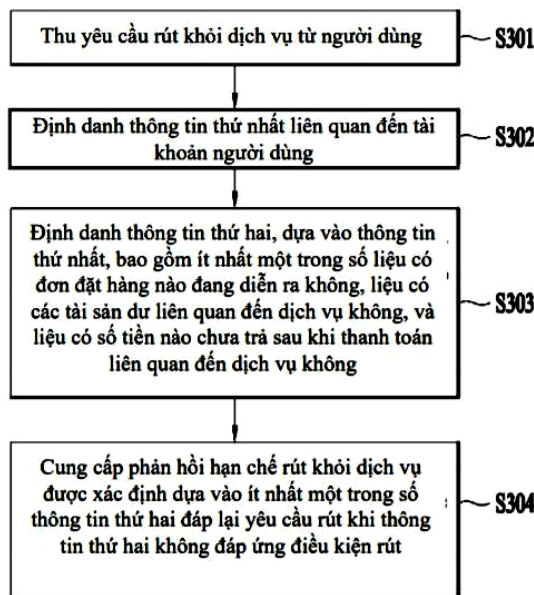 Thu yêu cầu rút khỏi dịch vụ từ người dùng
S301
Định danh thông tin thứ nhất liên quan đến tài
khoản người dùng
S302
Định danh thông tin thứ hai, dựa vào thông tin
thứ nhất, bao gồm ít nhất một trong số liệu có
đơn đặt hàng nào đang diễn ra không, liệu có
các tài sản dư liên quan đến dịch vụ không, và
liệu có số tiền nào chưa trả sau khi thanh toán
liên quan đến dịch vụ không
S303
Cung cấp phản hồi hạn chế rút khỏi dịch vụ
được xác định dựa vào ít nhất một trong số
thông tin thứ hai đáp lại yêu cầu rút khi thông
tin thứ hai không đáp ứng điều kiện rút
S304